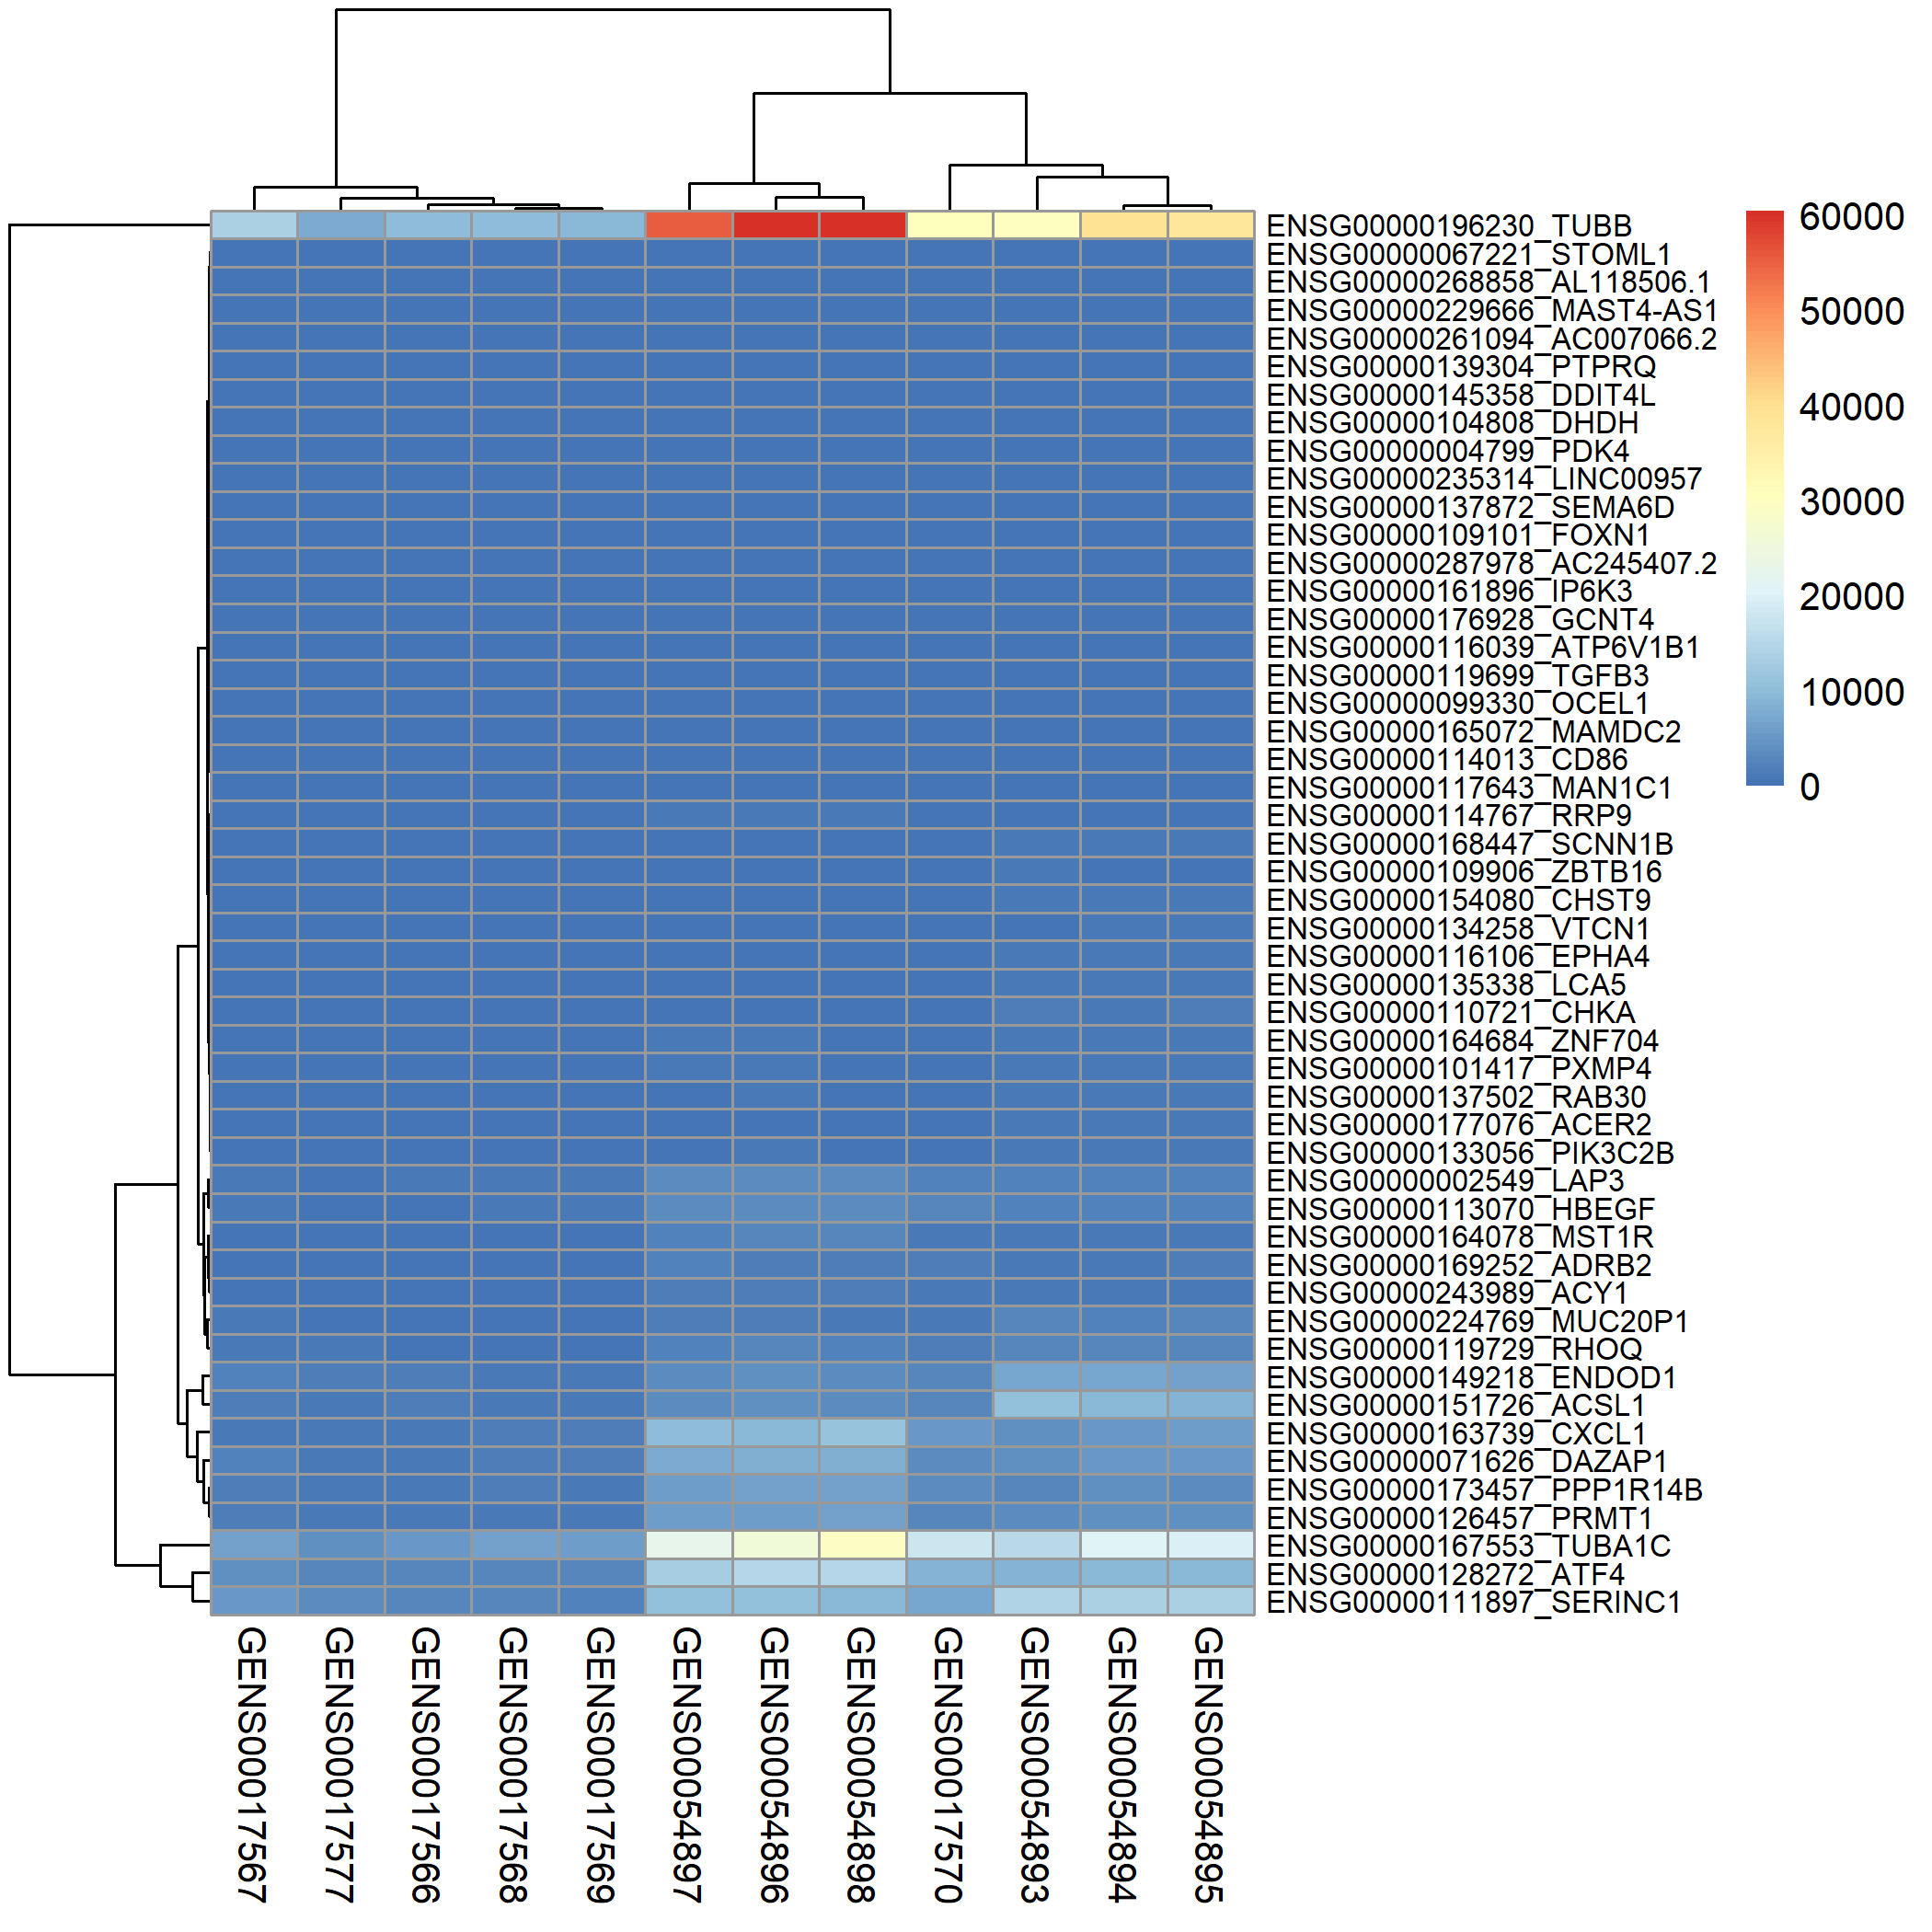 ENSG00000196230_TUBB
ENSG00000067221_STOML1
ENSG00000268858_AL118506.1
ENSG00000229666_MAST4-AS1
ENSG00000261094_AC007066.2
ENSG00000139304_PTPRQ
ENSG00000145358_DDIT4L
ENSG00000104808_DHDH
ENSG00000004799_PDK4
ENSG00000235314_LINC00957
ENSG00000137872_SEMA6D
ENSG00000109101_FOXN1
ENSG00000287978_AC245407.2
ENSG00000161896_IP6K3
ENSG00000176928_GCNT4
ENSG00000116039_ATP6V1B1
ENSG00000119699_TGFB3
ENSG00000099330_OCEL1
ENSG00000165072_MAMDC2
ENSG00000114013_CD86
ENSG00000117643_MAN1C1
ENSG00000114767_RRP9
ENSG00000168447_SCNN1B
ENSG00000109906_ZBTB16
ENSG00000154080_CHST9
ENSG00000134258_VTCN1
ENSG00000116106_EPHA4
ENSG00000135338_LCA5
ENSG00000110721_CHKA
ENSG00000164684_ZNF704
ENSG00000101417_PXMP4
ENSG00000137502_RAB30
ENSG00000177076_ACER2
ENSG00000133056_PIK3C2B
ENSG00000002549_LAP3
ENSG00000113070_HBEGF
ENSG00000164078_MST1R
ENSG00000169252_ADRB2
ENSG00000243989_ACY1
ENSG00000224769_MUC20P1
ENSG00000119729_RHOQ
ENSG00000149218_ENDOD1
ENSG00000151726_ACSL1
ENSG00000163739_CXCL1
ENSG00000071626_DAZAP1
ENSG00000173457_PPP1R14B
ENSG00000126457_PRMT1
ENSG00000167553_TUBA1C
ENSG00000128272_ATF4
ENSG00000111897_SERINC1
60000
50000
40000
30000
20000
10000
0
GENS00017567
GENS00017577
GENS00017566
GENS00017568
GENS00017569
GENS00054897
GENS00054896
GENS00054898
GENS00017570
GENS00054893
GENS00054894
GENS00054895